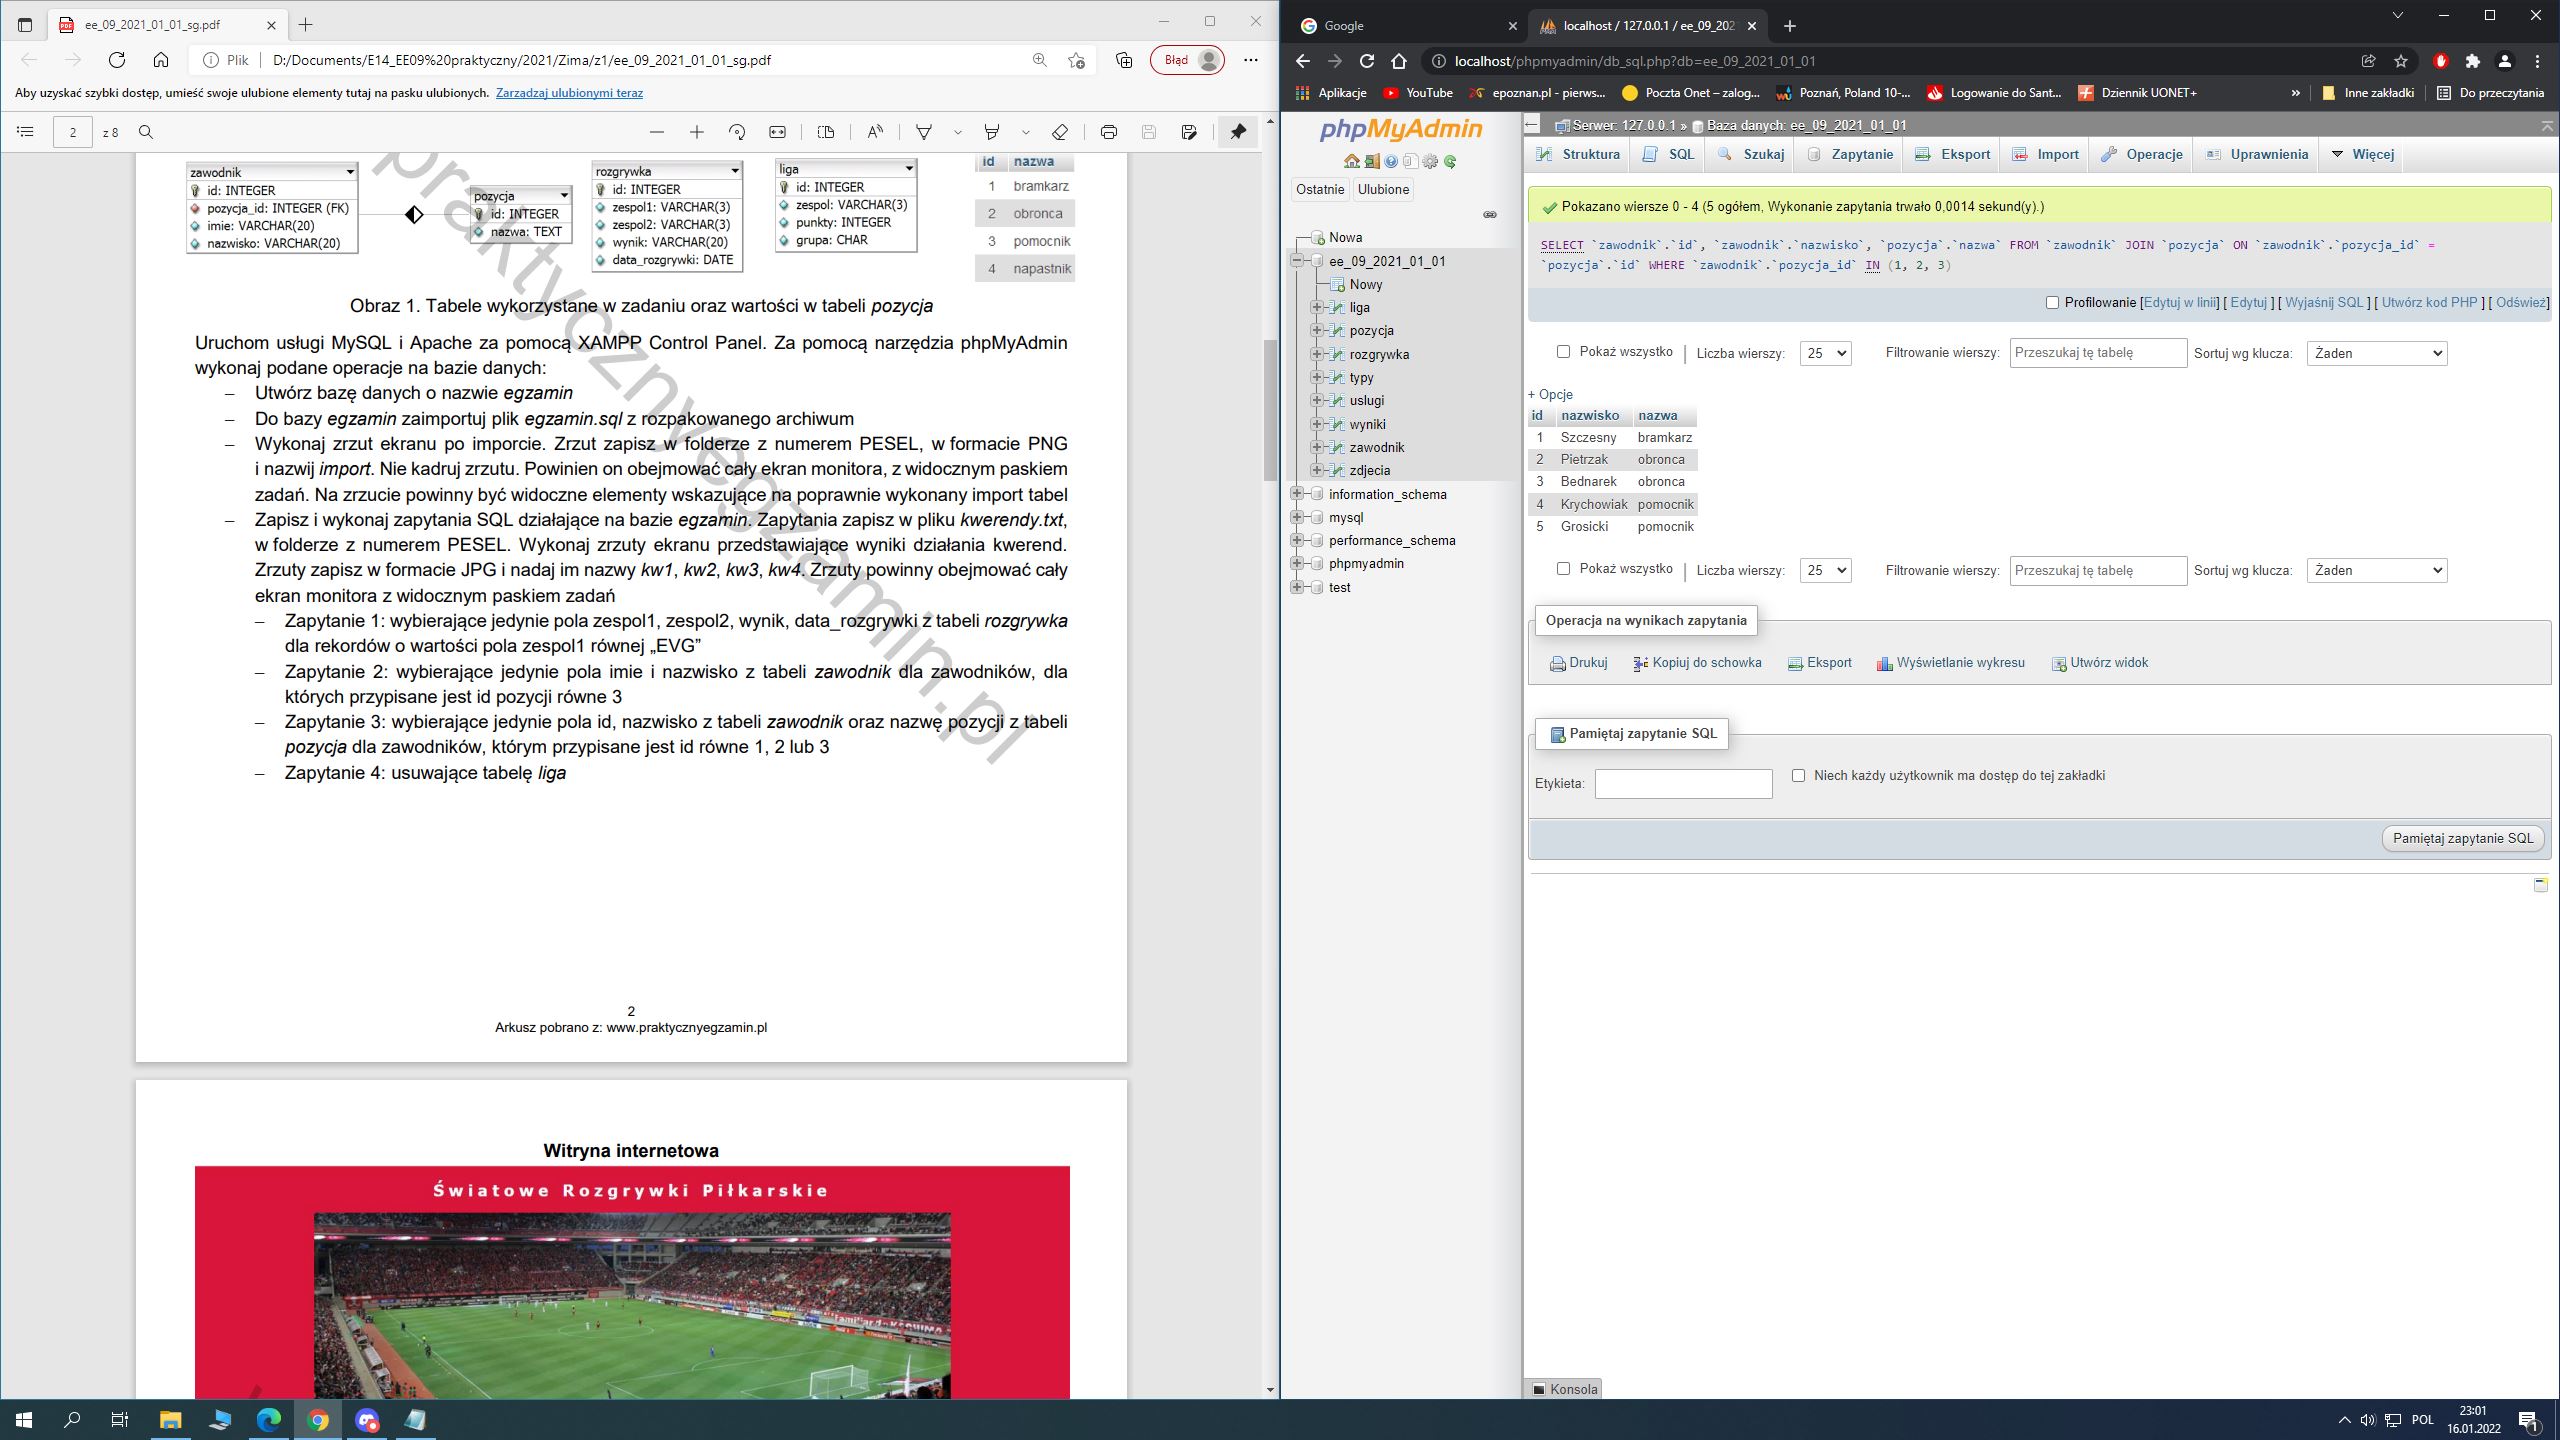 ee_09_2021_01_01_sg.pdf
Plik
D:/Documents/E14_EE09%20praktyczny/2021/Zima/z1/ee_09_2021_01_01_sg.pdf
Błąd
Aby uzyskać szybki dostęp, umieść swoje ulubione elementy tutaj na pasku ulubionych. Zarzadzaj ulubionymi teraz
2 z 8
praktycznyegzamin.pl
zawodnik
id: INTEGER
pozycja_id: INTEGER (FK)
imie: VARCHAR(20)
nazwisko: VARCHAR(20)
pozycja
id: INTEGER
nazwa: TEXT
rozgrywka
id: INTEGER
zespol1: VARCHAR(3)
zespol2: VARCHAR(3)
wynik: VARCHAR(20)
data_rozgrywki: DATE
liga
id: INTEGER
zespol: VARCHAR(3)
punkty: INTEGER
grupa: CHAR
id nazwa
1 bramkarz
2 obronca
3 pomocnik
4 napastnik
Obraz 1. Tabele wykorzystane w zadaniu oraz wartości w tabeli pozycja
Uruchom usługi MySQL i Apache za pomocą XAMPP Control Panel. Za pomocą narzędzia phpMyAdmin
wykonaj podane operacje na bazie danych:
– Utwórz bazę danych o nazwie egzamin
– Do bazy egzamin zaimportuj plik egzamin.sql z rozpakowanego archiwum
– Wykonaj zrzut ekranu po imporcie. Zrzut zapisz w folderze z numerem PESEL, w formacie PNG
i nazwij import. Nie kadruj zrzutu. Powinien on obejmować cały ekran monitora, z widocznym paskiem
zadań. Na zrzucie powinny być widoczne elementy wskazujące na poprawnie wykonany import tabel
– Zapisz i wykonaj zapytania SQL działające na bazie egzamin. Zapytania zapisz w pliku kwerendy.txt,
w folderze z numerem PESEL. Wykonaj zrzuty ekranu przedstawiające wyniki działania kwerend.
Zrzuty zapisz w formacie JPG i nadaj im nazwy kw1, kw2, kw3, kw4. Zrzuty powinny obejmować cały
ekran monitora z widocznym paskiem zadań
– Zapytanie 1: wybierające jedynie pola zespol1, zespol2, wynik, data_rozgrywki z tabeli rozgrywka
dla rekordów o wartości pola zespol1 równej „EVG”
– Zapytanie 2: wybierające jedynie pola imie i nazwisko z tabeli zawodnik dla zawodników, dla
których przypisane jest id pozycji równe 3
– Zapytanie 3: wybierające jedynie pola id, nazwisko z tabeli zawodnik oraz nazwę pozycji z tabeli
pozycja dla zawodników, którym przypisane jest id równe 1, 2 lub 3
– Zapytanie 4: usuwające tabelę liga
2
Arkusz pobrano z: www.praktycznyegzamin.pl
Witryna internetowa
Światowe Rozgrywki Piłkarskie
Google
localhost / 127.0.0.1 / ee_09_202
localhost/phpmyadmin/db_sql.php?db=ee_09_2021_01_01
Aplikacje
YouTube
epoznan.pl - pierws...
Poczta Onet – zalog...
Poznań, Poland 10-...
Logowanie do Sant...
Dziennik UONET+
»
Inne zakładki
Do przeczytania
phpMyAdmin
Ostatnie Ulubione
Nowa
ee_09_2021_01_01
Nowy
liga
pozycja
rozgrywka
typy
uslugi
wyniki
zawodnik
zdjecia
information_schema
mysql
performance_schema
phpmyadmin
test
Serwer: 127.0.0.1 » Baza danych: ee_09_2021_01_01
Struktura SQL Szukaj Zapytanie Eksport Import Operacje Uprawnienia Więcej
Pokazano wiersze 0 - 4 (5 ogółem, Wykonanie zapytania trwało 0,0014 sekund(y).)
SELECT `zawodnik`.`id`, `zawodnik`.`nazwisko`, `pozycja`.`nazwa` FROM `zawodnik` JOIN `pozycja` ON `zawodnik`.`pozycja_id` =
`pozycja`.`id` WHERE `zawodnik`.`pozycja_id` IN (1, 2, 3)
Profilowanie [Edytuj w linii] [ Edytuj ] [ Wyjaśnij SQL ] [ Utwórz kod PHP ] [ Odśwież]
Pokaż wszystko | Liczba wierszy: 25 Filtrowanie wierszy: Przeszukaj tę tabelę Sortuj wg klucza: Żaden
+ Opcje
id nazwisko nazwa
1 Szczesny bramkarz
2 Pietrzak obronca
3 Bednarek obronca
4 Krychowiak pomocnik
5 Grosicki pomocnik
Pokaż wszystko | Liczba wierszy: 25 Filtrowanie wierszy: Przeszukaj tę tabelę Sortuj wg klucza: Żaden
Operacja na wynikach zapytania
Drukuj Kopiuj do schowka Eksport Wyświetlanie wykresu Utwórz widok
Pamiętaj zapytanie SQL
Etykieta: Niech każdy użytkownik ma dostęp do tej zakładki
Pamiętaj zapytanie SQL
Konsola
POL
23:01
16.01.2022
1